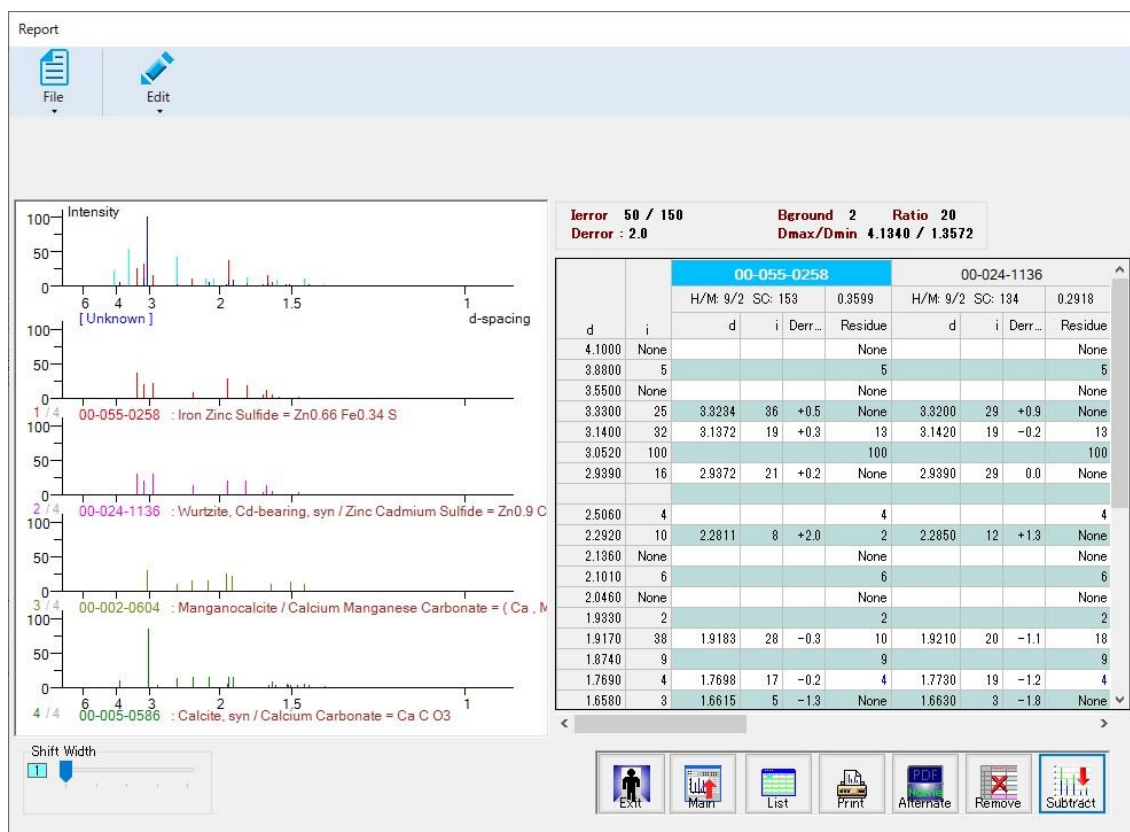 Report
File Edit
Ierror 50 / 150 Bground 2 Ratio 20
Derror : 2.0 Dmax/Dmin 4.1340 / 1.3572
Intensity
100
50
0
6 4 3 2 1.5 1
[ Unknown ] d-spacing
100
50
0
1 / 4 00-055-0258 : Iron Zinc Sulfide = Zn0.66 Fe0.34 S
100
50
0
2 / 4 00-024-1136 : Wurtzite, Cd-bearing, syn / Zinc Cadmium Sulfide = Zn0.9 C
100
50
0
3 / 4 00-002-0604 : Manganocalcite / Calcium Manganese Carbonate = ( Ca , M
100
50
0
6 4 3 2 1.5 1
4 / 4 00-005-0586 : Calcite, syn / Calcium Carbonate = Ca C O3
00-055-0258 00-024-1136
H/M: 9/2 SC: 153 0.3599 H/M: 9/2 SC: 134 0.2918
d i d i Derr... Residue d i Derr... Residue
4.1000 None None None
3.8800 5 5 5
3.5500 None None None
3.3300 25 3.3234 36 +0.5 None 3.3200 29 +0.9 None
3.1400 32 3.1372 19 +0.3 13 3.1420 19 -0.2 13
3.0520 100 100 100
2.9390 16 2.9372 21 +0.2 None 2.9390 29 0.0 None
2.5060 4 4 4
2.2920 10 2.2811 8 +2.0 2 2.2850 12 +1.3 None
2.1360 None None None
2.1010 6 6 6
2.0460 None None None
1.9330 2 2 2
1.9170 38 1.9183 28 -0.3 10 1.9210 20 -1.1 18
1.8740 9 9 9
1.7690 4 1.7698 17 -0.2 4 1.7730 19 -1.2 4
1.6580 3 1.6615 5 -1.3 None 1.6630 3 -1.8 None
Shift Width
1
Exit Main List Print Alternate Remove Subtract
PDF